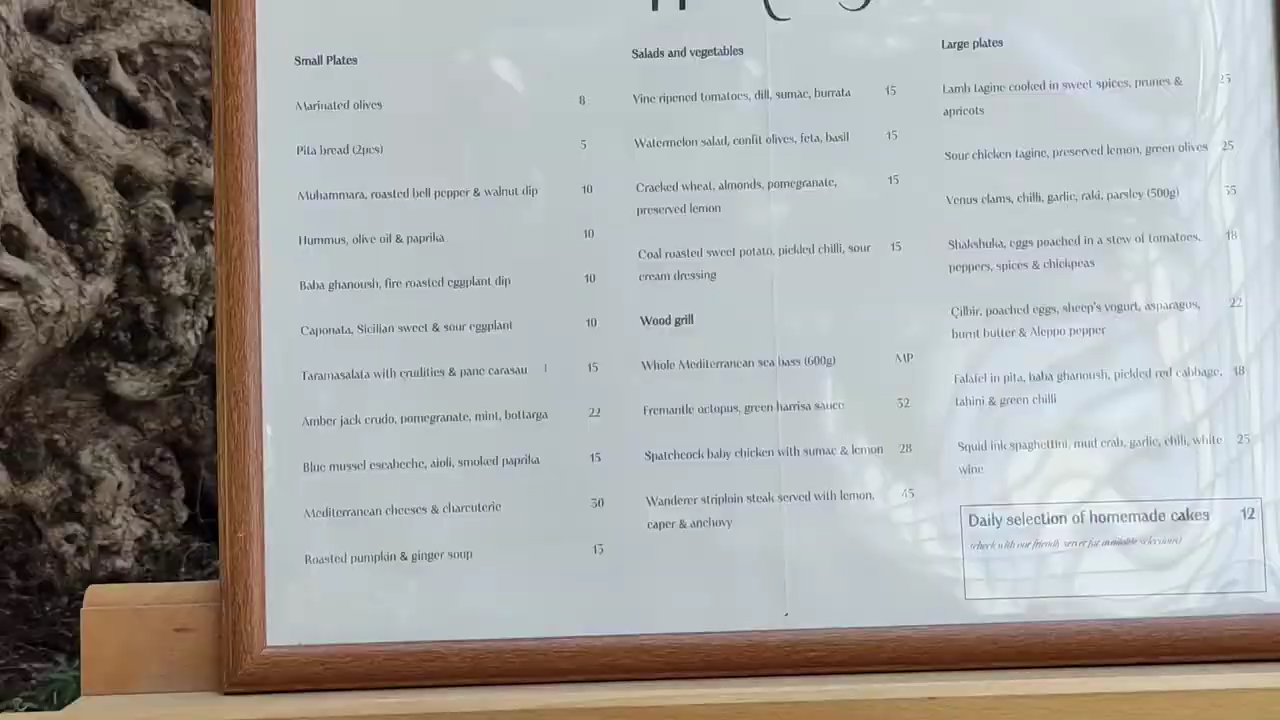 Small Plates
Marinated olives 8
Pita bread (2pcs) 5
Muhammara, roasted bell pepper & walnut dip 10
Hummus, olive oil & paprika 10
Baba ghanoush, fire roasted eggplant dip 10
Caponata, Sicilian sweet & sour eggplant 10
Taramasalata with crudities & pane carasau 15
Amber jack crudo, pomegranate, mint, bottarga 22
Blue mussel escabeche, aioli, smoked paprika 15
Mediterranean cheeses & charcuterie 30
Roasted pumpkin & ginger soup
Salads and vegetables
Vine ripened tomatoes, dill, sumac, burrata 15
Watermelon salad, confit olives, feta, basil 15
Cracked wheat, almonds, pomegranate, 15
preserved lemon
Coal roasted sweet potato, pickled chilli, sour 15
cream dressing
Wood grill
Whole Mediterranean sea bass (600g) MP
Fremantle octopus, green harrisa sauce 32
Spatchcock baby chicken with sumac & lemon 28
Wanderer striploin steak served with lemon, 45
caper & anchovy
Large plates
Lamb tagine cooked in sweet spices, prunes & 25
apricots
Sour chicken tagine, preserved lemon, green olives 25
Venus clams, chilli, garlic, raki, parsley (500g)
Shakshuka, eggs poached in a stew of tomatoes, 18
peppers, spices & chickpeas
Çilbir, poached eggs, sheep's yogurt, asparagus, 22
burnt butter & Aleppo pepper
Falafel in pita, baba ghanoush, pickled red cabbage, 18
tahini & green chilli
Squid ink spaghettini, mud crab, garlic, chili, white 25
wine
Daily selection of homemade cakes 12
(check with our friendly server for available selections)